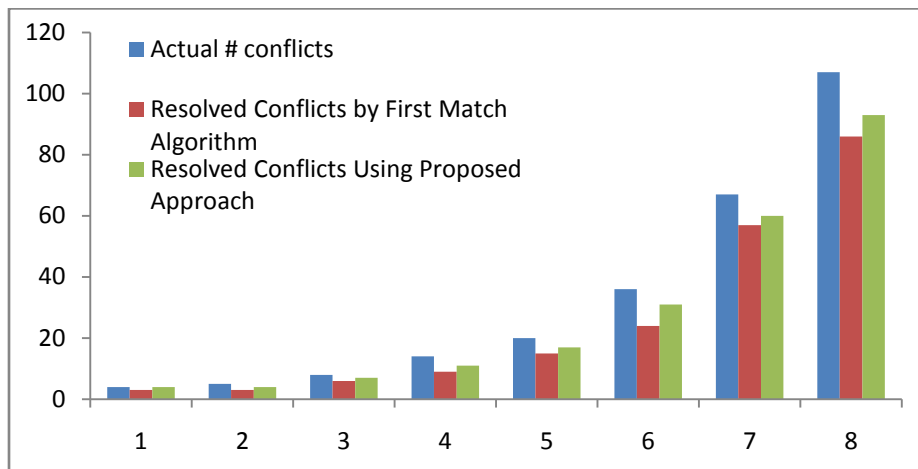 120
100
80
60
40
20
0
Actual # conflicts
Resolved Conflicts by First Match
Algorithm
Resolved Conflicts Using Proposed
Approach
1 2 3 4 5 6 7 8